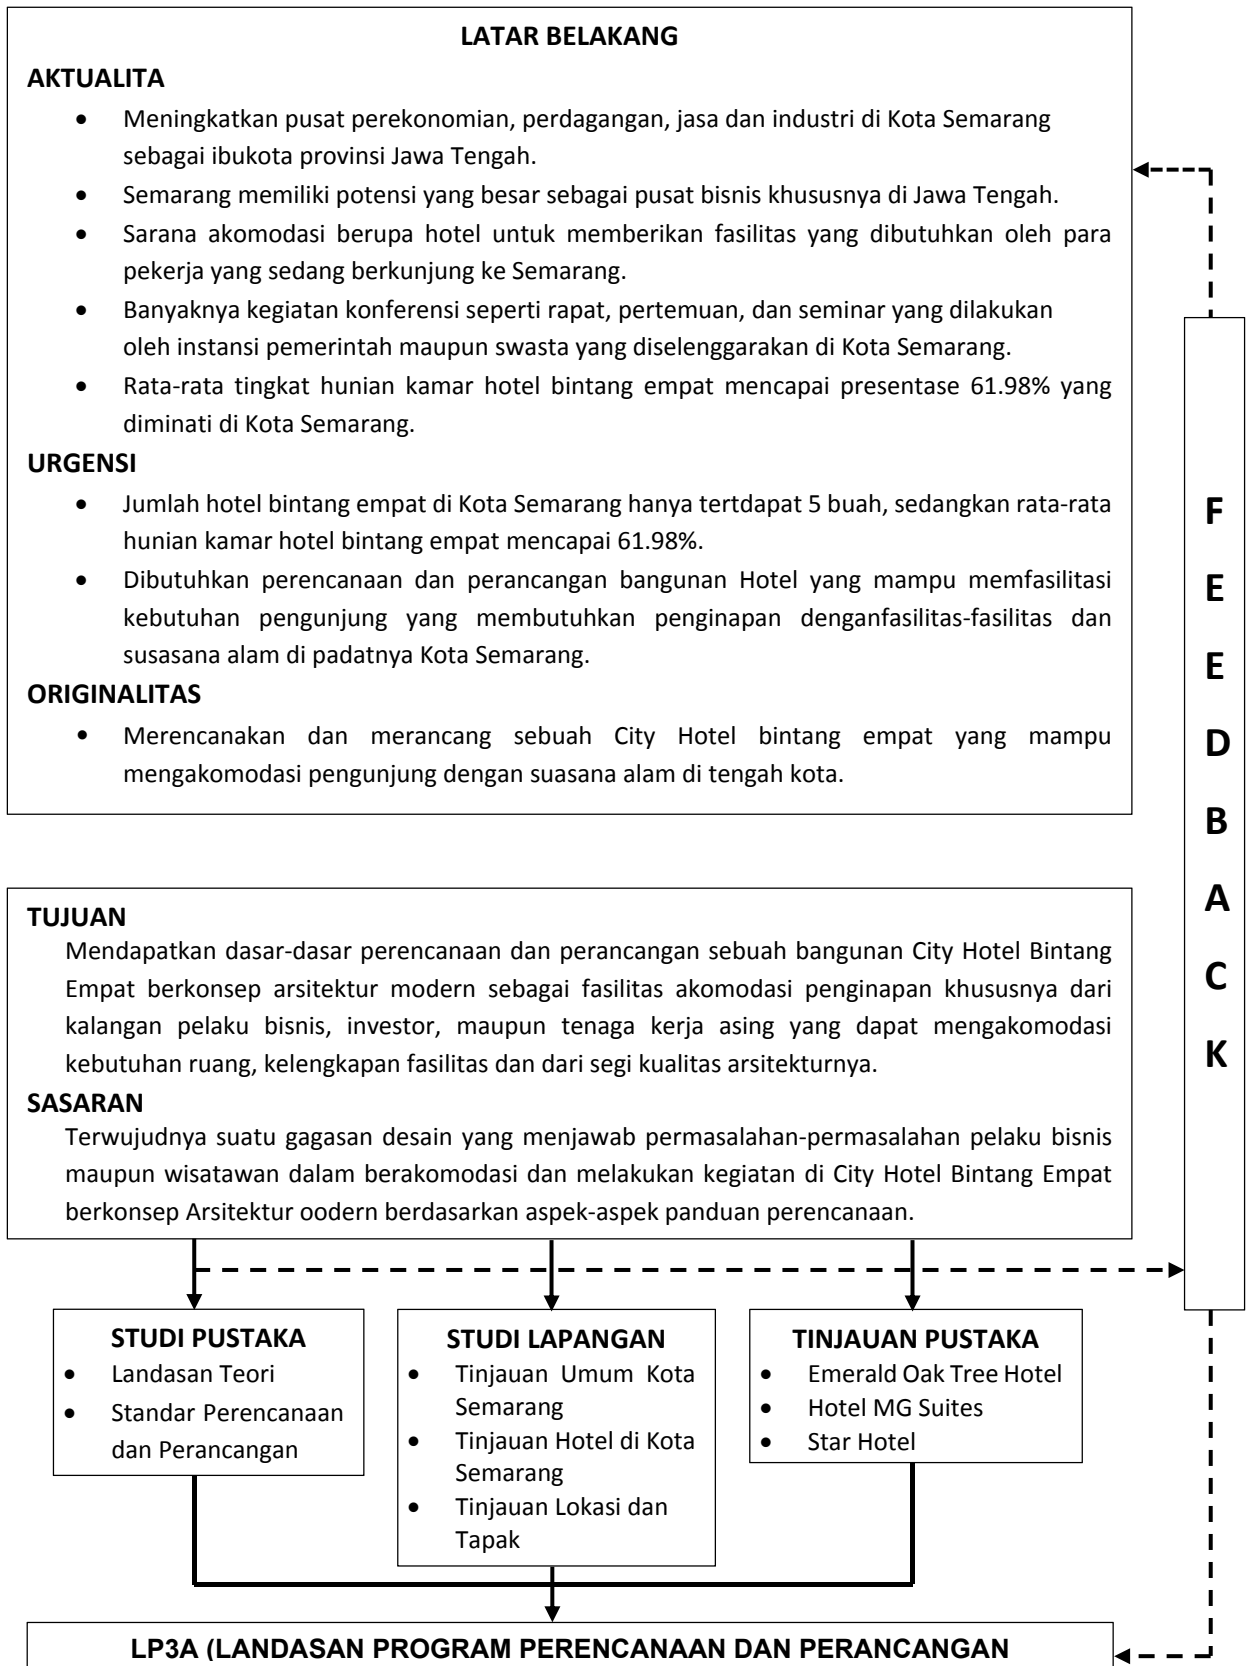 LATAR BELAKANG
AKTUALITA
• Meningkatkan pusat perekonomian, perdagangan, jasa dan industri di Kota Semarang
sebagai ibukota provinsi Jawa Tengah.
• Semarang memiliki potensi yang besar sebagai pusat bisnis khususnya di Jawa Tengah.
• Sarana akomodasi berupa hotel untuk memberikan fasilitas yang dibutuhkan oleh para
pekerja yang sedang berkunjung ke Semarang.
• Banyaknya kegiatan konferensi seperti rapat, pertemuan, dan seminar yang dilakukan
oleh instansi pemerintah maupun swasta yang diselenggarakan di Kota Semarang.
• Rata-rata tingkat hunian kamar hotel bintang empat mencapai presentase 61.98% yang
diminati di Kota Semarang.
URGENSI
• Jumlah hotel bintang empat di Kota Semarang hanya tertdapat 5 buah, sedangkan rata-rata
hunian kamar hotel bintang empat mencapai 61.98%.
• Dibutuhkan perencanaan dan perancangan bangunan Hotel yang mampu memfasilitasi
kebutuhan pengunjung yang membutuhkan penginapan denganfasilitas-fasilitas dan
susasana alam di padatnya Kota Semarang.
ORIGINALITAS
• Merencanakan dan merancang sebuah City Hotel bintang empat yang mampu
mengakomodasi pengunjung dengan suasana alam di tengah kota.
TUJUAN
Mendapatkan dasar-dasar perencanaan dan perancangan sebuah bangunan City Hotel Bintang
Empat berkonsep arsitektur modern sebagai fasilitas akomodasi penginapan khususnya dari
kalangan pelaku bisnis, investor, maupun tenaga kerja asing yang dapat mengakomodasi
kebutuhan ruang, kelengkapan fasilitas dan dari segi kualitas arsitekturnya.
SASARAN
Terwujudnya suatu gagasan desain yang menjawab permasalahan-permasalahan pelaku bisnis
maupun wisatawan dalam berakomodasi dan melakukan kegiatan di City Hotel Bintang Empat
berkonsep Arsitektur oodern berdasarkan aspek-aspek panduan perencanaan.
F
E
E
D
B
A
C
K
STUDI PUSTAKA
• Landasan Teori
• Standar Perencanaan
dan Perancangan
STUDI LAPANGAN
• Tinjauan Umum Kota
Semarang
• Tinjauan Hotel di Kota
Semarang
• Tinjauan Lokasi dan
Tapak
TINJAUAN PUSTAKA
• Emerald Oak Tree Hotel
• Hotel MG Suites
• Star Hotel
LP3A (LANDASAN PROGRAM PERENCANAAN DAN PERANCANGAN